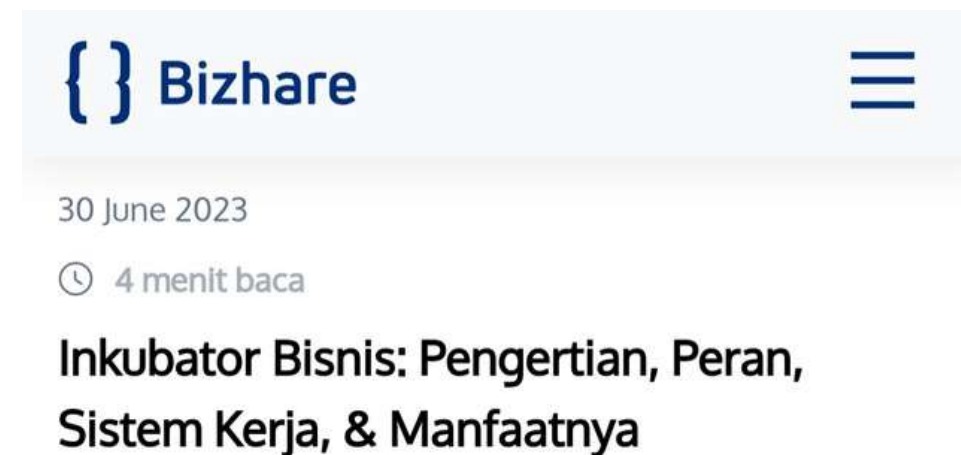 { } Bizhare
30 June 2023
4 menit baca
Inkubator Bisnis: Pengertian, Peran,
Sistem Kerja, & Manfaatnya